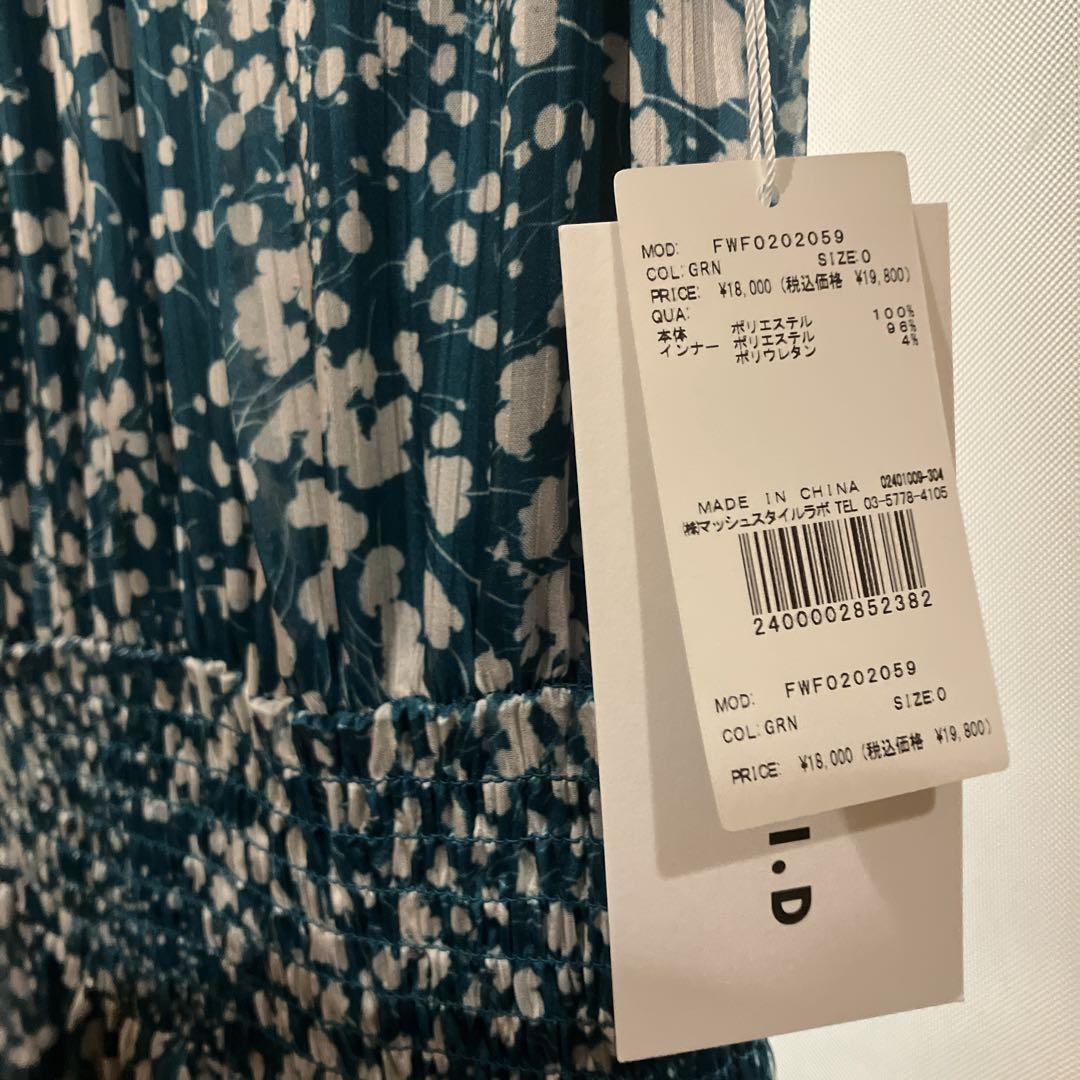 MOD: FWF0202059
COL:GRN SIZE:0
PRICE: ¥18,000 (税込価格 ¥19,800)
QUA:
本体 ポリエステル 100%
インナー ポリエステル 96%
ポリウレタン 4%
MADE IN CHINA 02401009-304
(株)マッシュスタイルラボ TEL 03-5778-4105
2400002852382
MOD: FWF0202059
COL:GRN SIZE:0
PRICE: ¥18,000 (税込価格 ¥19,800)
I.D